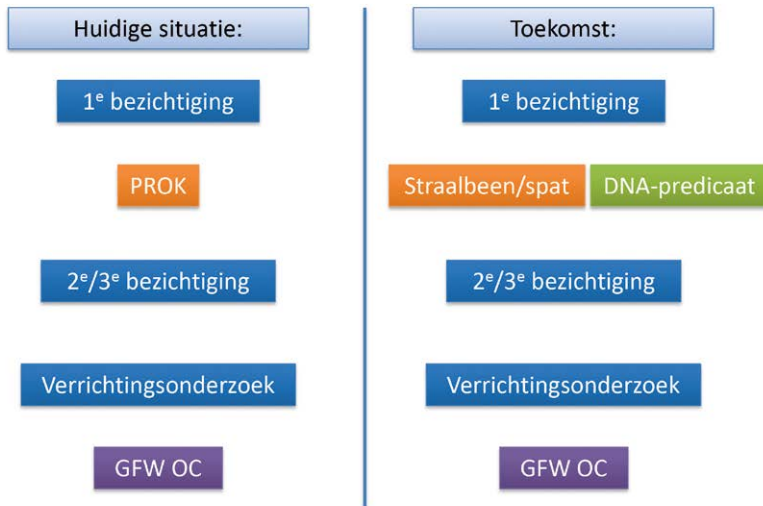 Huidige situatie:
1e bezichtiging
PROK
2e/3e bezichtiging
Verrichtingsonderzoek
GFW OC
Toekomst:
1e bezichtiging
Straalbeen/spat
DNA-predicaat
2e/3e bezichtiging
Verrichtingsonderzoek
GFW OC